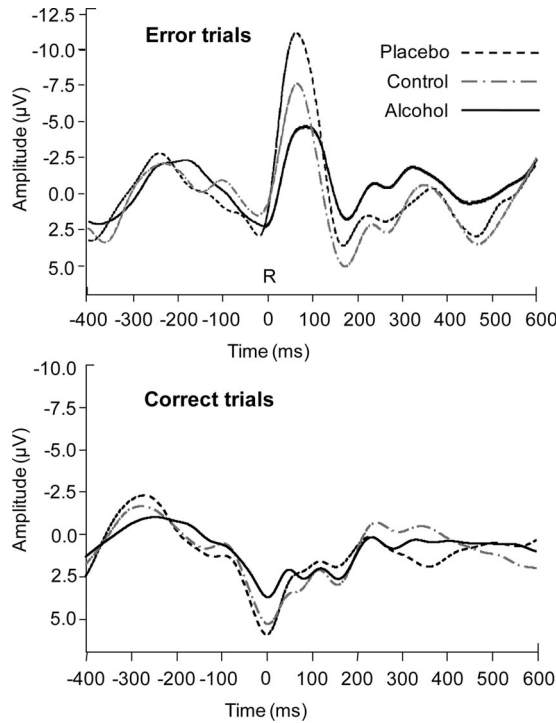 -12.5
Error trials
-10.0
Placebo
-7.5
Control
-5.0
Alcohol
-2.5
0.0
2.5
5.0
Amplitude (µV)
R
-400 -300 -200 -100 0 100 200 300 400 500 600
Time (ms)
-10.0
Correct trials
-7.5
-5.0
-2.5
0.0
2.5
5.0
Amplitude (µV)
-400 -300 -200 -100 0 100 200 300 400 500 600
Time (ms)